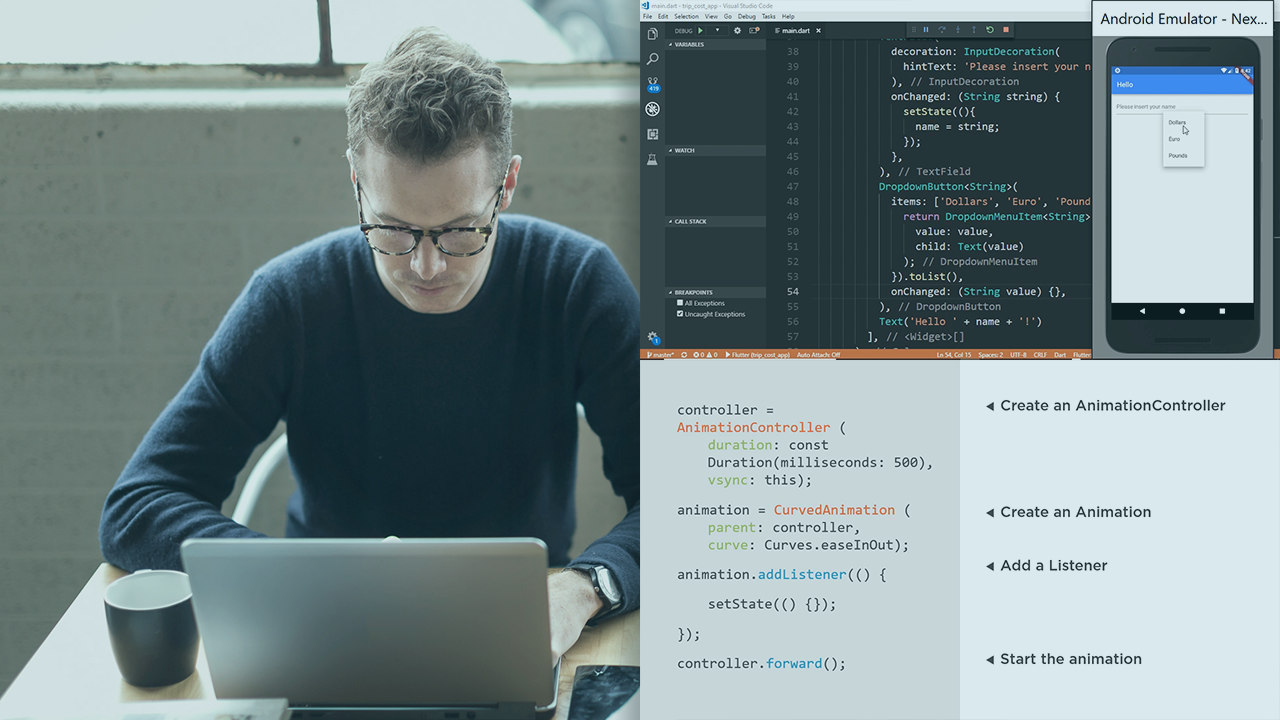 main.dart - trip_cost_app - Visual Studio Code
File Edit Selection View Go Debug Tasks Help
DEBUG
main.dart ×
VARIABLES
WATCH
CALL STACK
BREAKPOINTS
All Exceptions
Uncaught Exceptions
419
1
38 decoration: InputDecoration(
39 hintText: 'Please insert your n
40 ), // InputDecoration
41 onChanged: (String string) {
42 setState((){
43 name = string;
44 });
45 },
46 ), // TextField
47 DropdownButton<String>(
48 items: ['Dollars', 'Euro', 'Pound
49 return DropdownMenuItem<String>
50 value: value,
51 child: Text(value)
52 ); // DropdownMenuItem
53 }).toList(),
54 onChanged: (String value) {},
55 ), // DropdownButton
56 Text('Hello ' + name + '!')
57 ], // <Widget>[]
master* 0 0 Flutter (trip_cost_app) Auto Attach: Off Ln 54, Col 15 Spaces: 2 UTF-8 CRLF Dart Flutter
Android Emulator - Nex...
Hello
Please insert your name
Dollars
Euro
Pounds
controller =
AnimationController (
duration: const
Duration(milliseconds: 500),
vsync: this);
animation = CurvedAnimation (
parent: controller,
curve: Curves.easeInOut);
animation.addListener(() {
setState(() {});
});
controller.forward();
Create an AnimationController
Create an Animation
Add a Listener
Start the animation